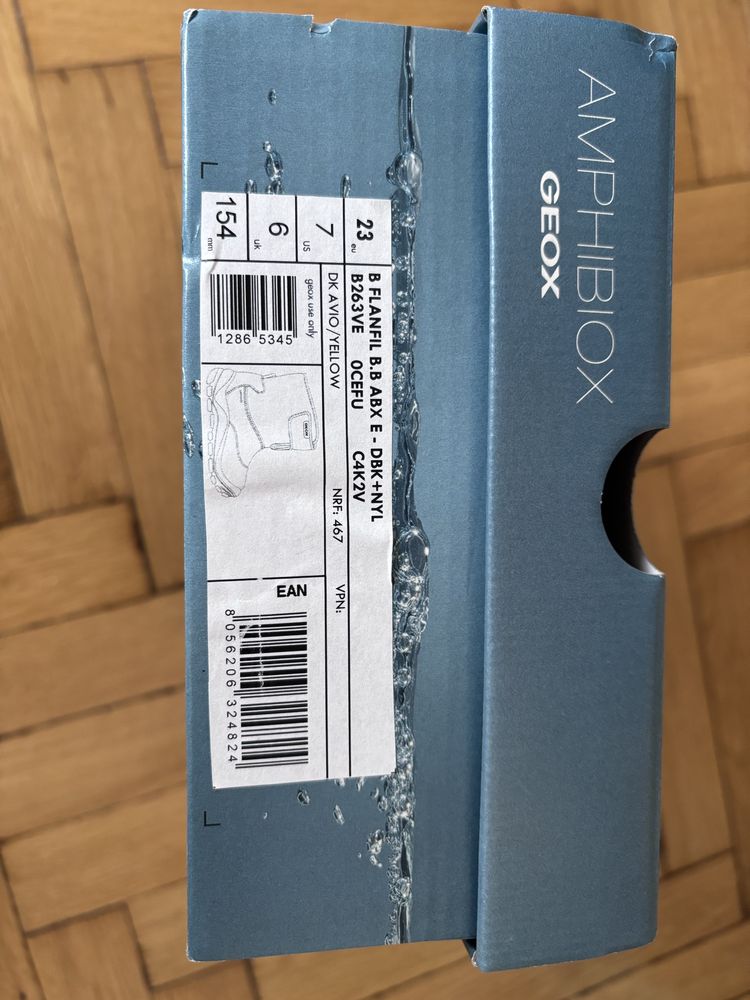 AMPHIBIOX
GEOX
23 eu
B FLANFIL B.B ABX E - DBK+NYL
B263VE 0CEFU C4K2V
7 US
DK AVIO/YELLOW NRF: 467 VPN:
6 uk
154 mm
geox use only
1286 5345
EAN
8 056206 324824